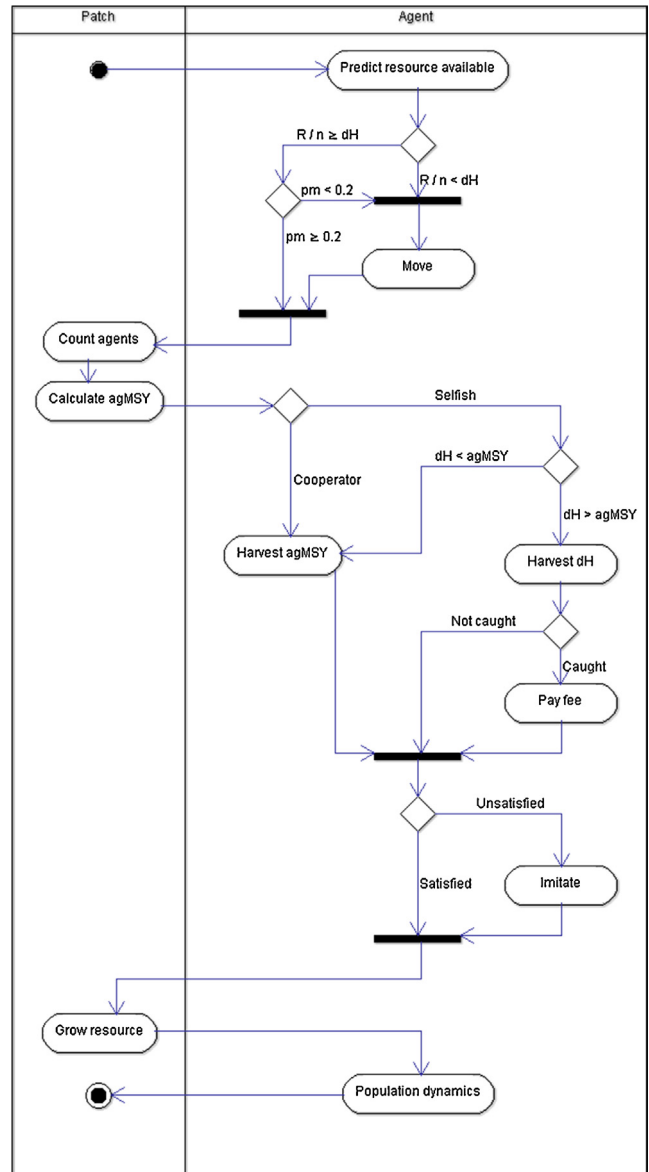 Patch
Agent
Predict resource available
R / n ≥ dH
R / n < dH
pm < 0.2
pm ≥ 0.2
Move
Count agents
Calculate agMSY
Selfish
dH < agMSY
Cooperator
dH > agMSY
Harvest agMSY
Harvest dH
Not caught
Caught
Pay fee
Unsatisfied
Satisfied
Imitate
Grow resource
Population dynamics